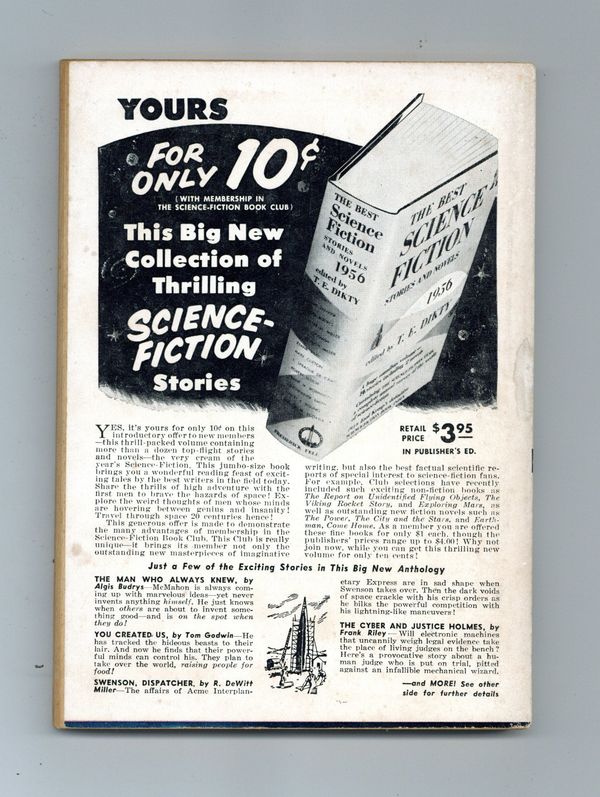 YOURS
FOR
ONLY 10¢
(WITH MEMBERSHIP IN
THE SCIENCE-FICTION BOOK CLUB)
This Big New
Collection of
Thrilling
SCIENCE-
FICTION
Stories
THE BEST
Science
Fiction
STORIES
AND NOVELS
1956
edited by
T. E. DIKTY
THE BEST
SCIENCE
FICTION
STORIES AND NOVELS
1956
edited by T. E. DIKTY
RETAIL
PRICE $3.95
IN PUBLISHER'S ED.
YES, it's yours for only 10¢ on this
introductory offer to new members
—this thrill-packed volume containing
more than a dozen top-flight stories
and novels—the very cream of the
year's Science-Fiction. This jumbo-size book
brings you a wonderful reading feast of excit-
ing tales by the best writers in the field today.
Share the thrills of high adventure with the
first men to brave the hazards of space! Ex-
plore the weird thoughts of men whose minds
are hovering between genius and insanity!
Travel through space 20 centuries hence!
This generous offer is made to demonstrate
the many advantages of membership in the
Science-Fiction Book Club. This Club is really
unique—it brings its member not only the
outstanding new masterpieces of imaginative
writing, but also the best factual scientific re-
ports of special interest to science-fiction fans.
For example, Club selections have recently
included such exciting non-fiction books as
The Report on Unidentified Flying Objects, The
Viking Rocket Story, and Exploring Mars, as
well as outstanding new fiction novels such as
The Power, The City and the Stars, and Earth-
man, Come Home. As a member you are offered
these fine books for only $1 each, though the
publishers' prices range up to $4.00! Why not
join now, while you can get this thrilling new
volume for only ten cents!
Just a Few of the Exciting Stories in This Big New Anthology
THE MAN WHO ALWAYS KNEW, by
Algis Budrys—McMahon is always com-
ing up with marvelous ideas—yet never
invents anything himself. He just knows
when others are about to invent some-
thing good—and is on the spot when
they do!
YOU CREATED US, by Tom Godwin—He
has tracked the hideous beasts to their
lair. And now he finds that their power-
ful minds can control his. They plan to
take over the world, raising people for
food!
SWENSON, DISPATCHER, by R. DeWitt
Miller—The affairs of Acme Interplan-
etary Express are in sad shape when
Swenson takes over. Then the dark voids
of space crackle with his crisp orders as
he bilks the powerful competition with
his lightning-like maneuvers!
THE CYBER AND JUSTICE HOLMES, by
Frank Riley—Will electronic machines
that uncannily weigh legal evidence take
the place of living judges on the bench?
Here's a provocative story about a hu-
man judge who is put on trial, pitted
against an infallible mechanical wizard.
—and MORE! See other
side for further details